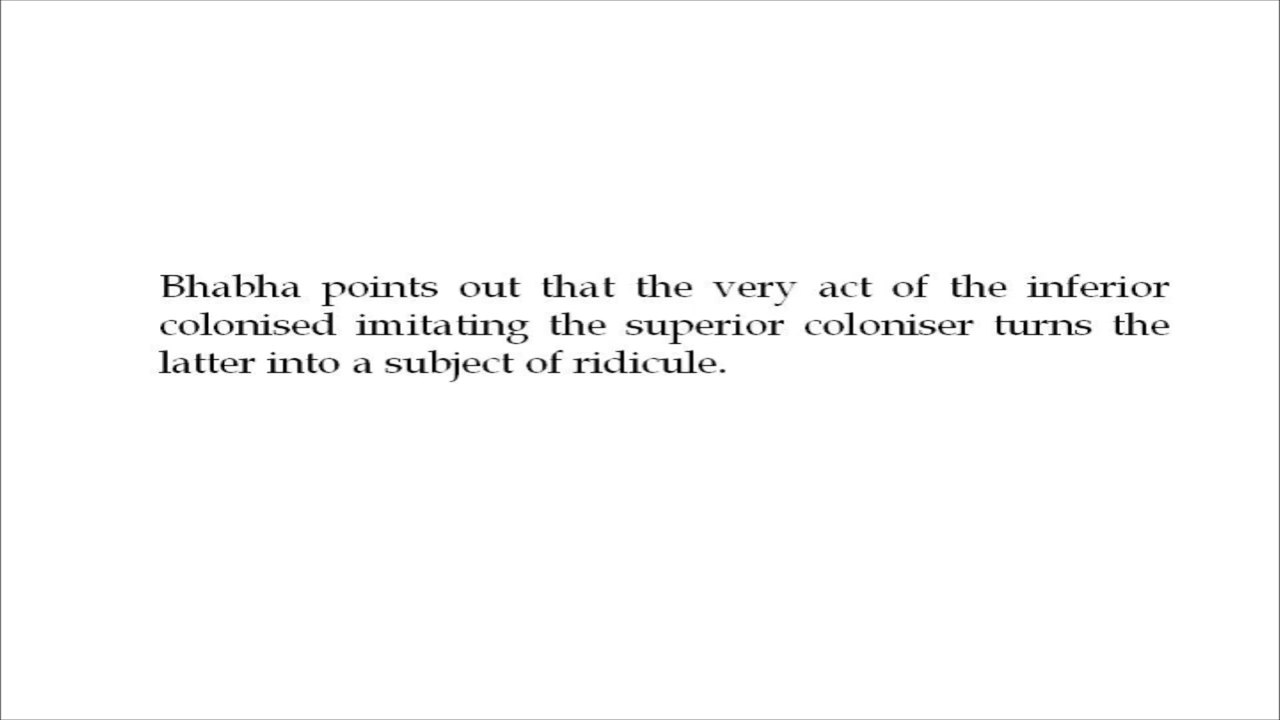 Bhabha points out that the very act of the inferior
colonised imitating the superior coloniser turns the
latter into a subject of ridicule.